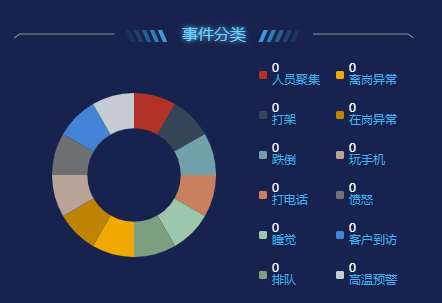 事件分类
0 0
人员聚集 离岗异常
0 0
打架 在岗异常
0 0
跌倒 玩手机
0 0
打电话 愤怒
0 0
睡觉 客户到访
0 0
排队 高温预警